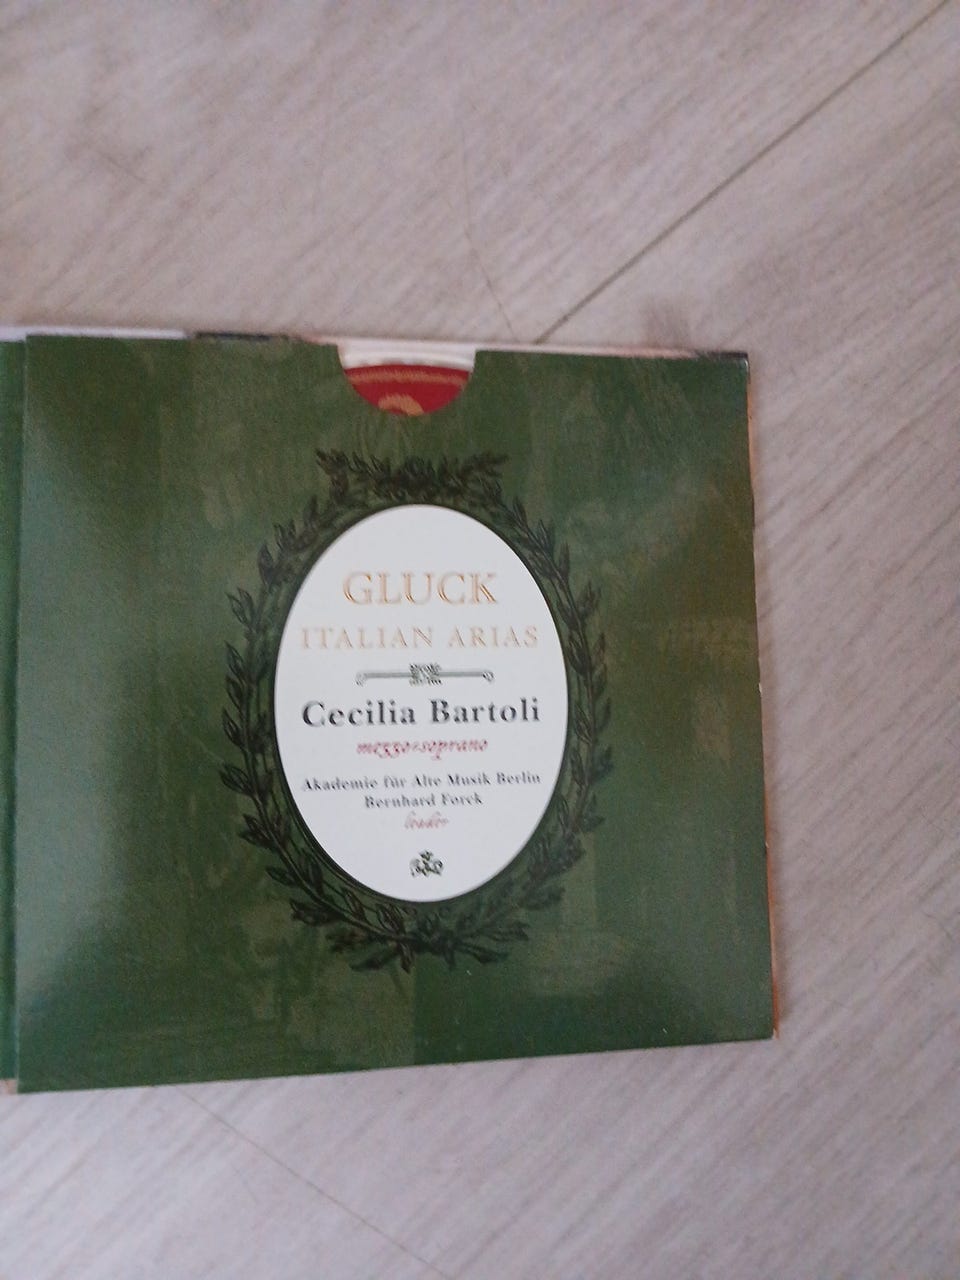 GLUCK
ITALIAN ARIAS
Cecilia Bartoli
mezzo-soprano
Akademie für Alte Musik Berlin
Bernhard Forck
leader